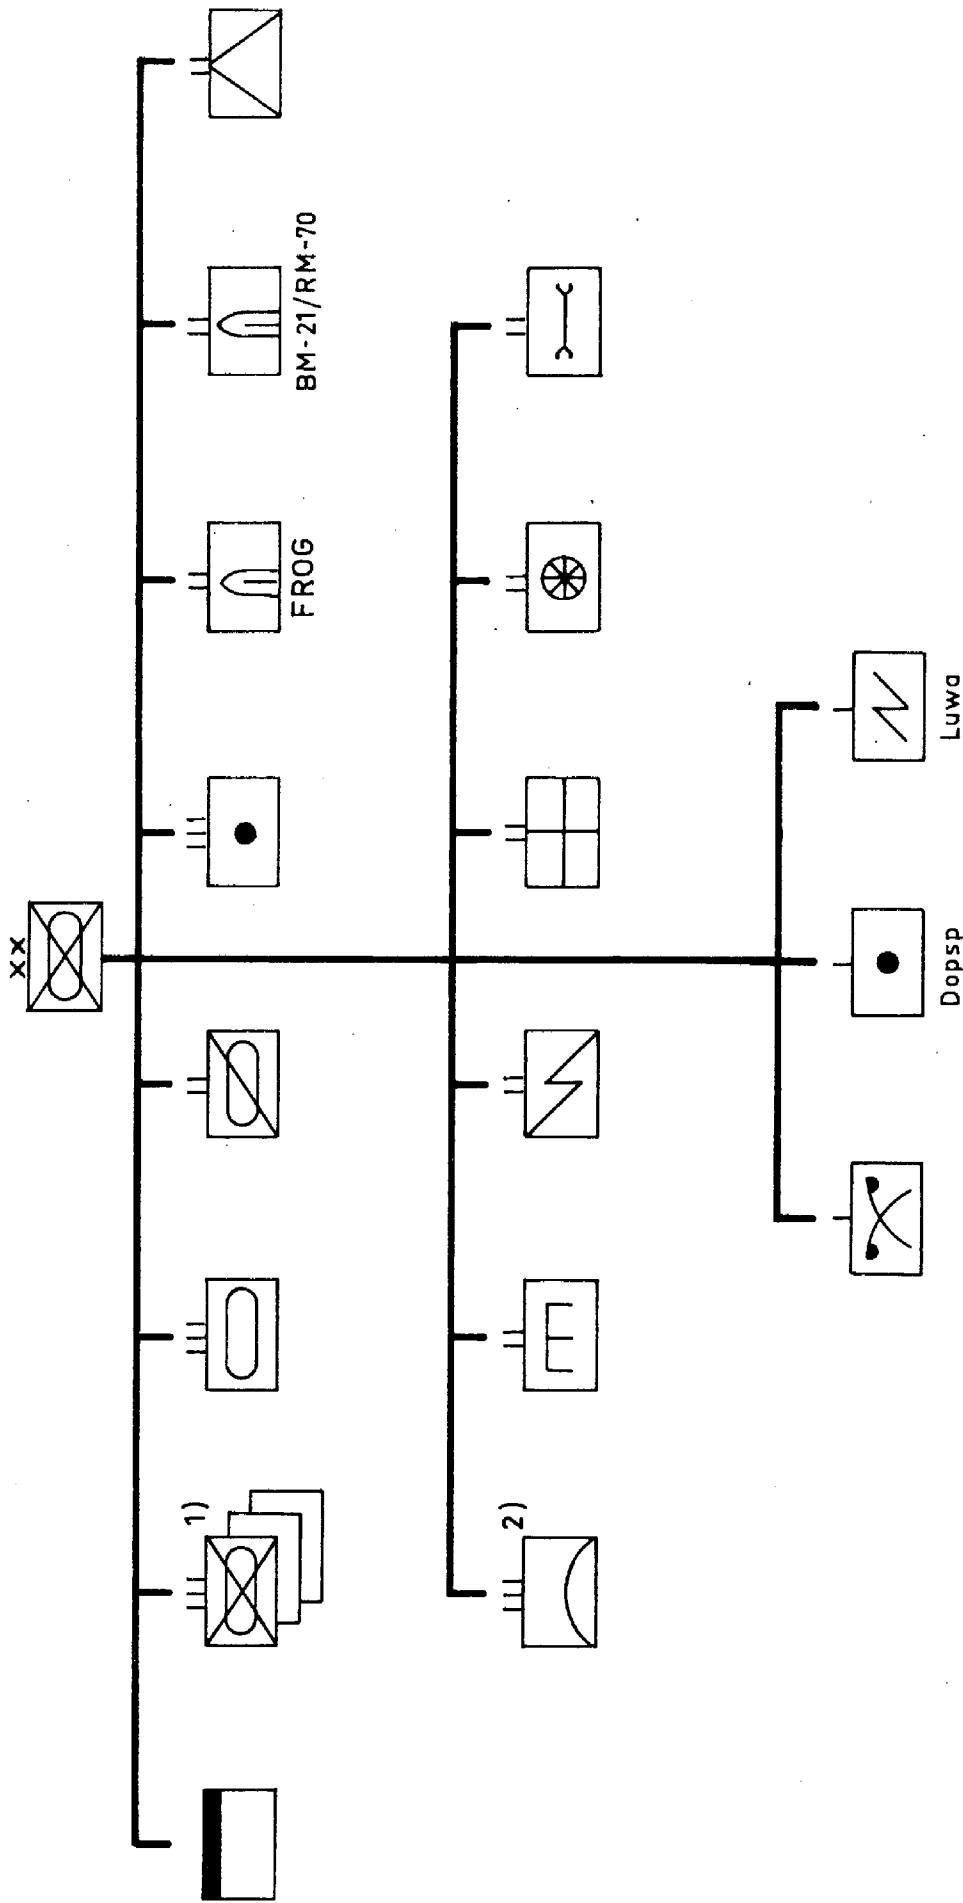 xx
1)
FROG
BM-21/RM-70
2)
Dopsp
Luwa